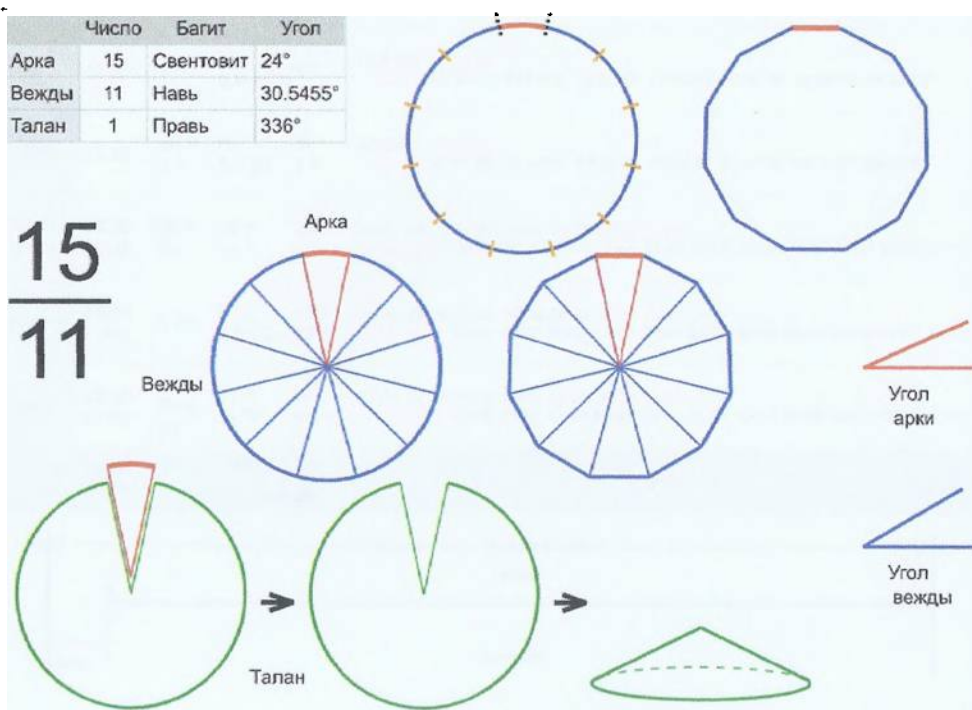 Число Багит Угол
Арка 15 Свентовит 24°
Вежды 11 Навь 30.5455°
Талан 1 Правь 336°
15
11
Арка
Вежды
Угол
арки
Угол
вежды
Талан